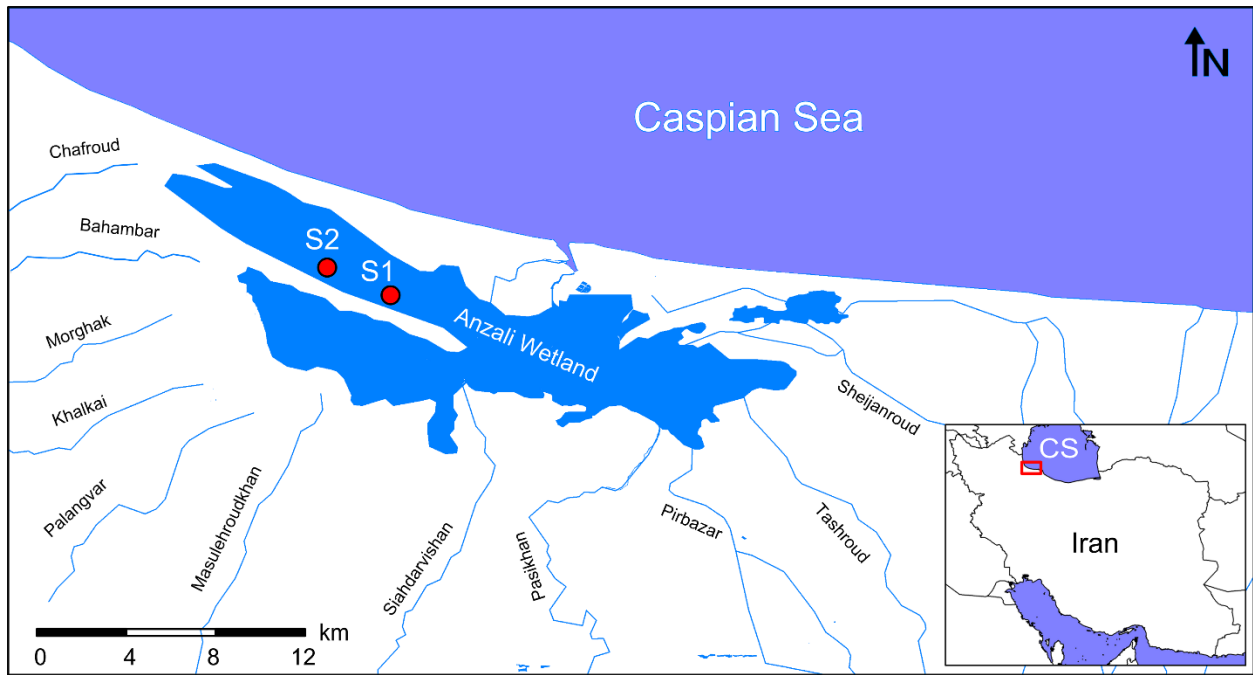 N
Caspian Sea
Chafroud
Bahambar
S2
S1
Morghak
Anzali Wetland
Khalkai
Sheijanroud
Palangvar
Masulehroudkhan
Siahdarvishan
Pasikhan
Pirbazar
Tashroud
CS
Iran
km
0 4 8 12